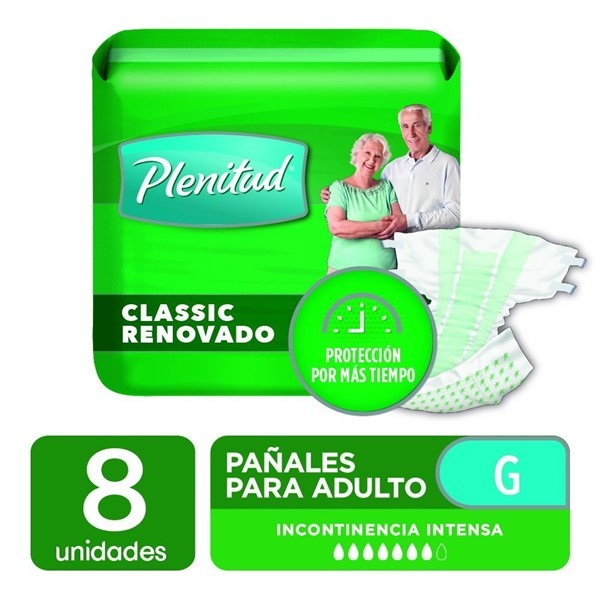 Plenitud
CLASSIC
RENOVADO
PROTECCIÓN
POR MÁS TIEMPO
8
unidades
PAÑALES
PARA ADULTO
G
INCONTINENCIA INTENSA